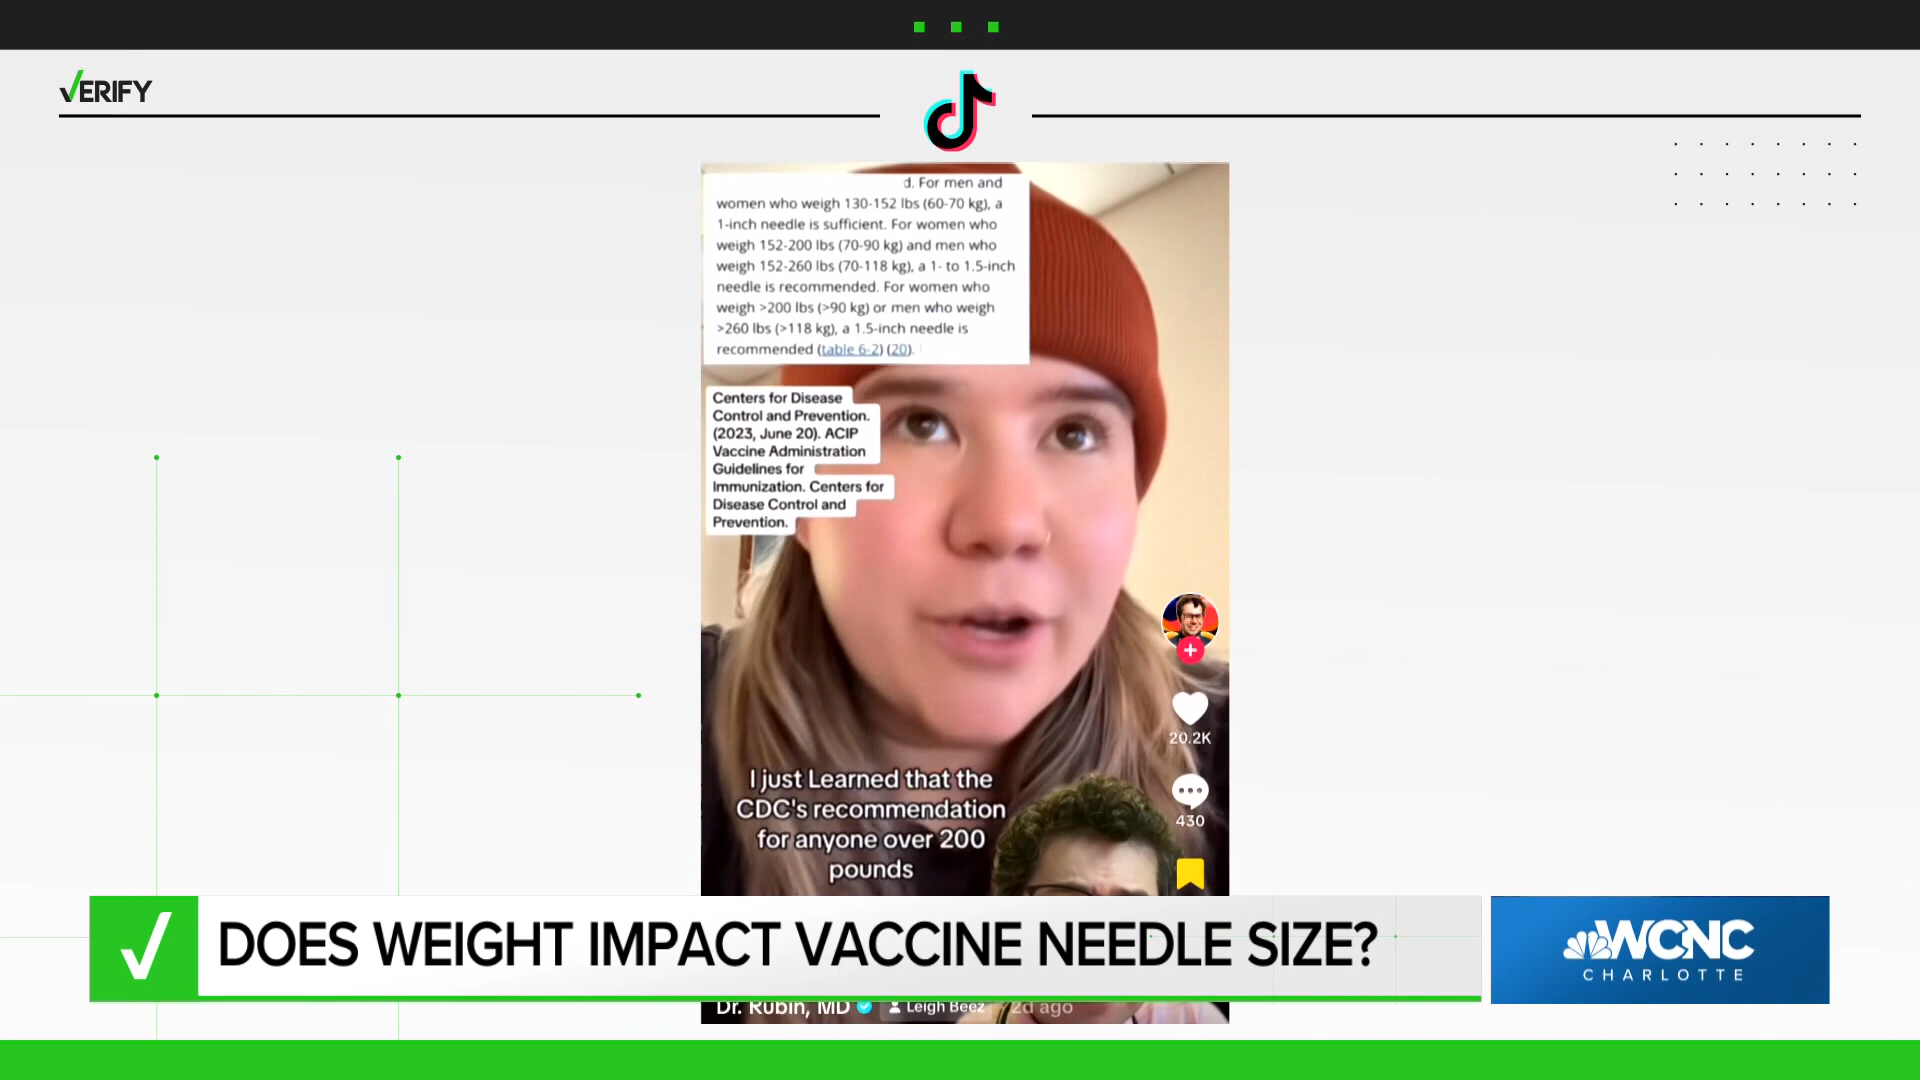 VERIFY
d. For men and
women who weigh 130-152 lbs (60-70 kg), a
1-inch needle is sufficient. For women who
weigh 152-200 lbs (70-90 kg) and men who
weigh 152-260 lbs (70-118 kg), a 1- to 1.5-inch
needle is recommended. For women who
weigh >200 lbs (>90 kg) or men who weigh
>260 lbs (>118 kg), a 1.5-inch needle is
recommended (table 6-2) (20).
Centers for Disease
Control and Prevention.
(2023, June 20). ACIP
Vaccine Administration
Guidelines for
Immunization. Centers for
Disease Control and
Prevention.
20.2K
430
I just Learned that the
CDC's recommendation
for anyone over 200
pounds
DOES WEIGHT IMPACT VACCINE NEEDLE SIZE?
WCNC
CHARLOTTE
Dr. Rubin, MD Leigh Beez 2d ago